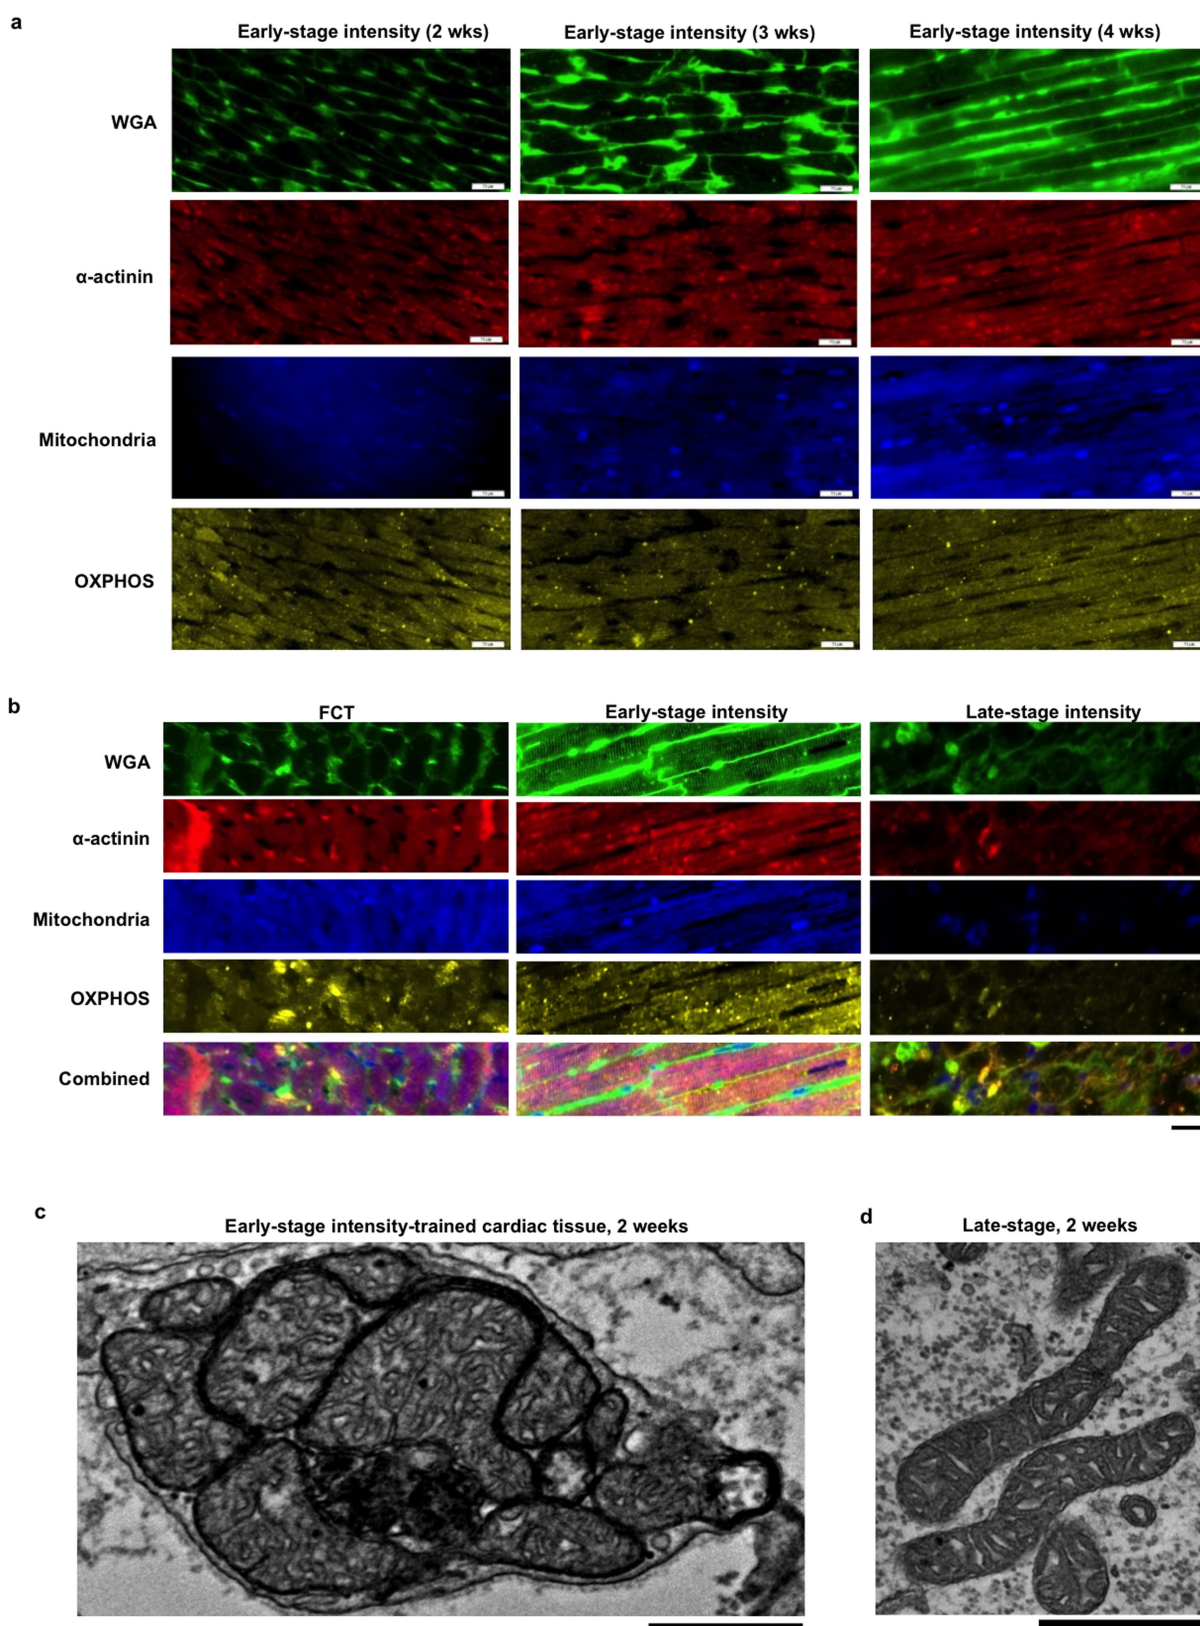 a
Early-stage intensity (2 wks)
Early-stage intensity (3 wks)
Early-stage intensity (4 wks)
WGA
α-actinin
Mitochondria
OXPHOS
b
FCT
Early-stage intensity
Late-stage intensity
WGA
α-actinin
Mitochondria
OXPHOS
Combined
c
Early-stage intensity-trained cardiac tissue, 2 weeks
d
Late-stage, 2 weeks